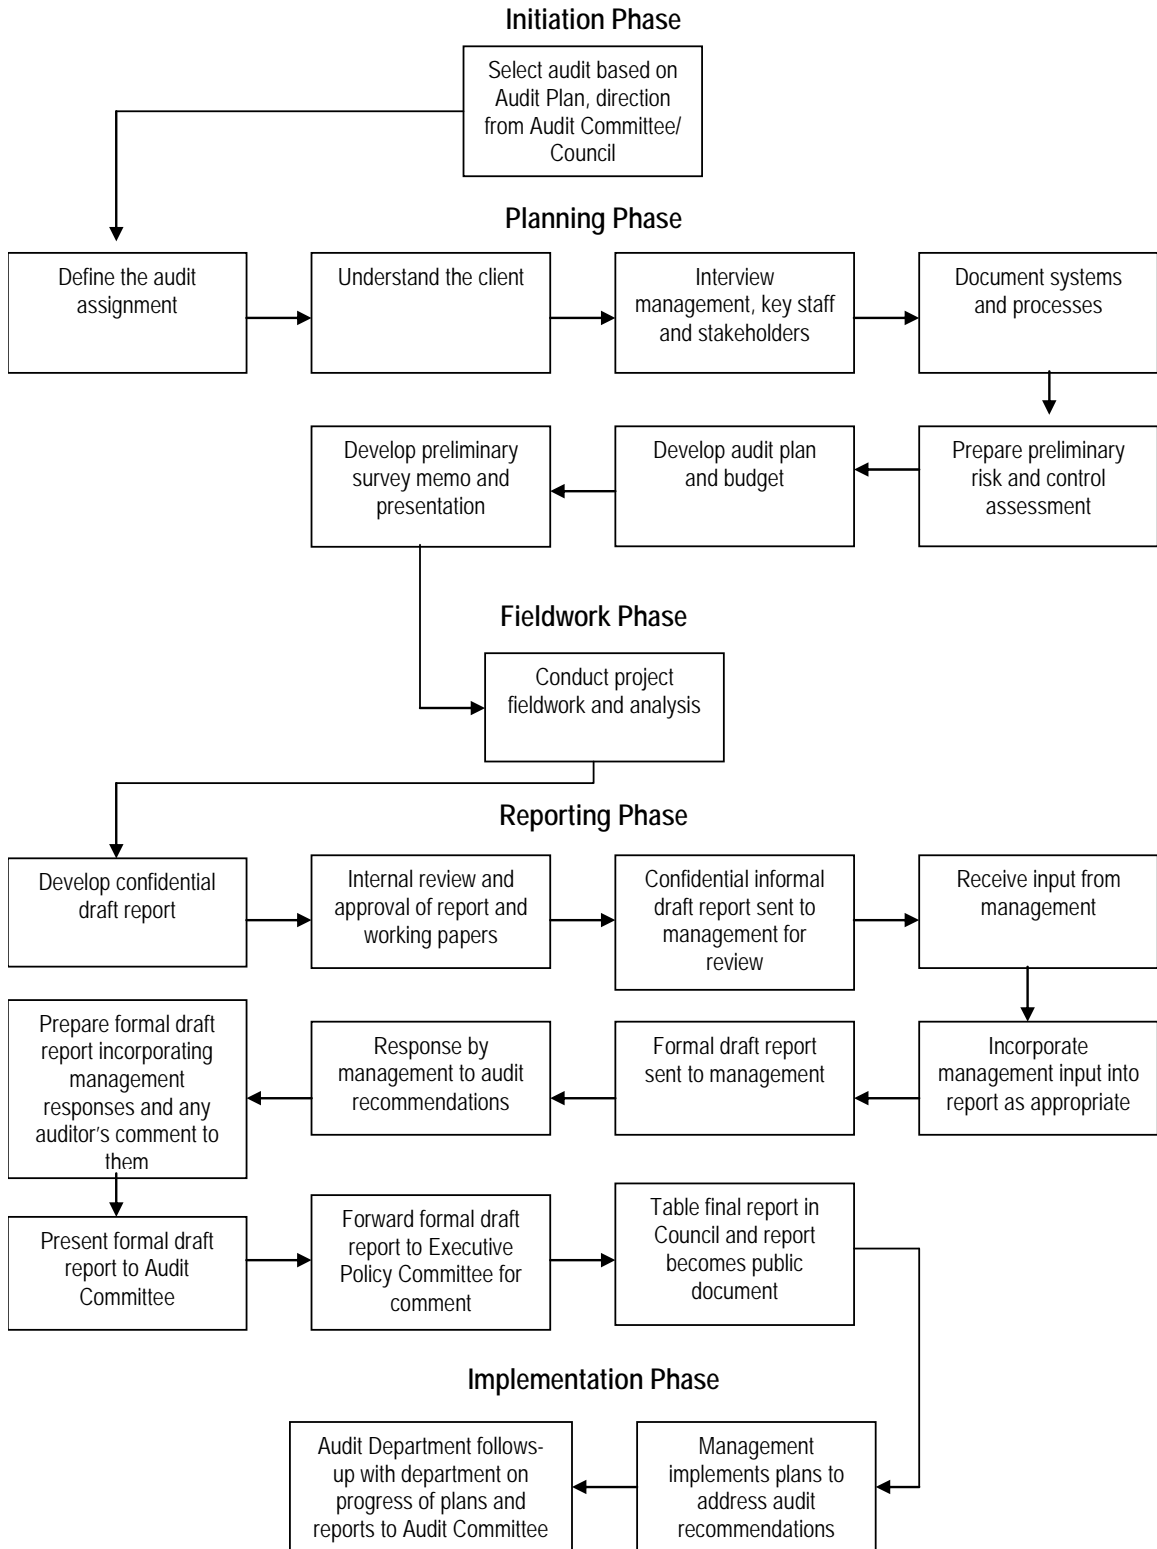 Initiation Phase
Select audit based on
Audit Plan, direction
from Audit Committee/
Council
Planning Phase
Define the audit
assignment
Understand the client
Interview
management, key staff
and stakeholders
Document systems
and processes
Develop preliminary
survey memo and
presentation
Develop audit plan
and budget
Prepare preliminary
risk and control
assessment
Fieldwork Phase
Conduct project
fieldwork and analysis
Reporting Phase
Develop confidential
draft report
Internal review and
approval of report and
working papers
Confidential informal
draft report sent to
management for
review
Receive input from
management
Prepare formal draft
report incorporating
management
responses and any
auditor's comment to
them
Response by
management to audit
recommendations
Formal draft report
sent to management
Incorporate
management input into
report as appropriate
Present formal draft
report to Audit
Committee
Forward formal draft
report to Executive
Policy Committee for
comment
Table final report in
Council and report
becomes public
document
Implementation Phase
Audit Department follows-
up with department on
progress of plans and
reports to Audit Committee
Management
implements plans to
address audit
recommendations